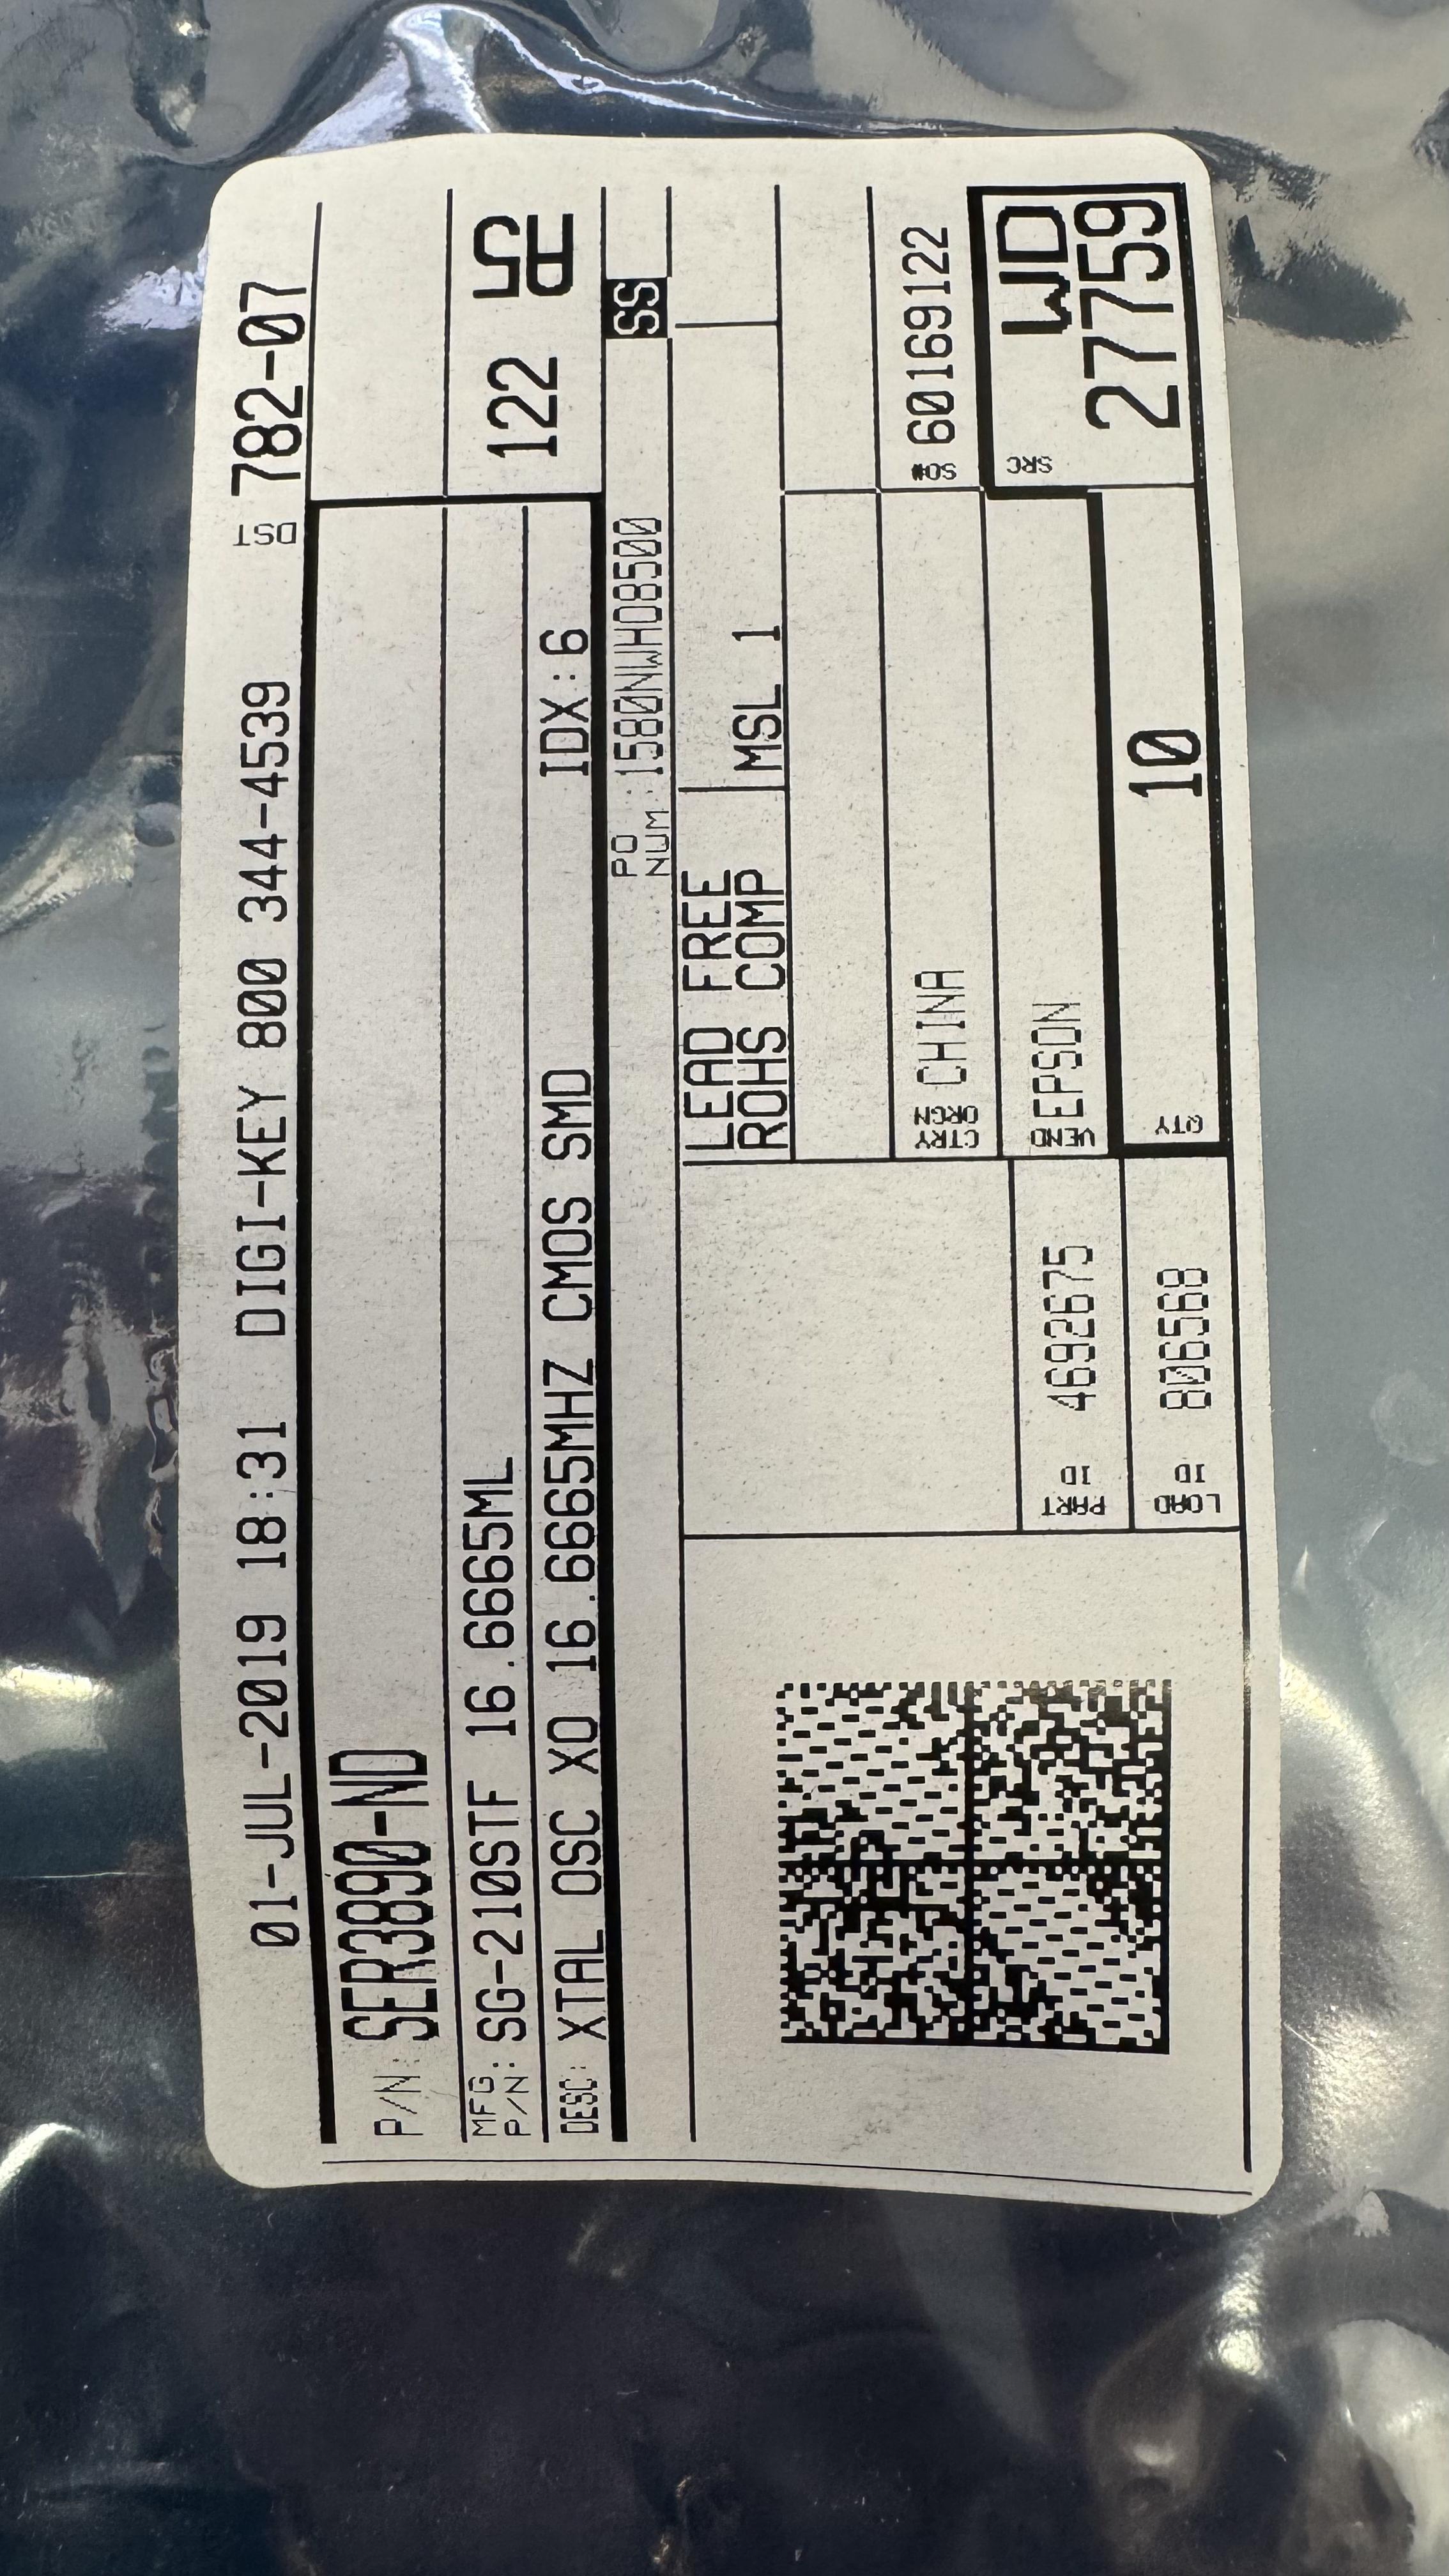 01-JUL-2019 18:31 DIGI-KEY 800 344-4539 DST 782-07
P/N: SER3890-ND
MFG P/N: SG-210STF 16.6665ML 122 A5
DESC: XTAL OSC XO 16.6665MHZ CMOS SMD IDX:6
PO NUM: 1580NWHO8500 SS
LEAD FREE
ROHS COMP MSL 1
CTRY ORGN CHINA SO# 60169122
PART ID 4692675 VEND EPSON SRC WD
LOAD ID 806568 QTY 10 27759